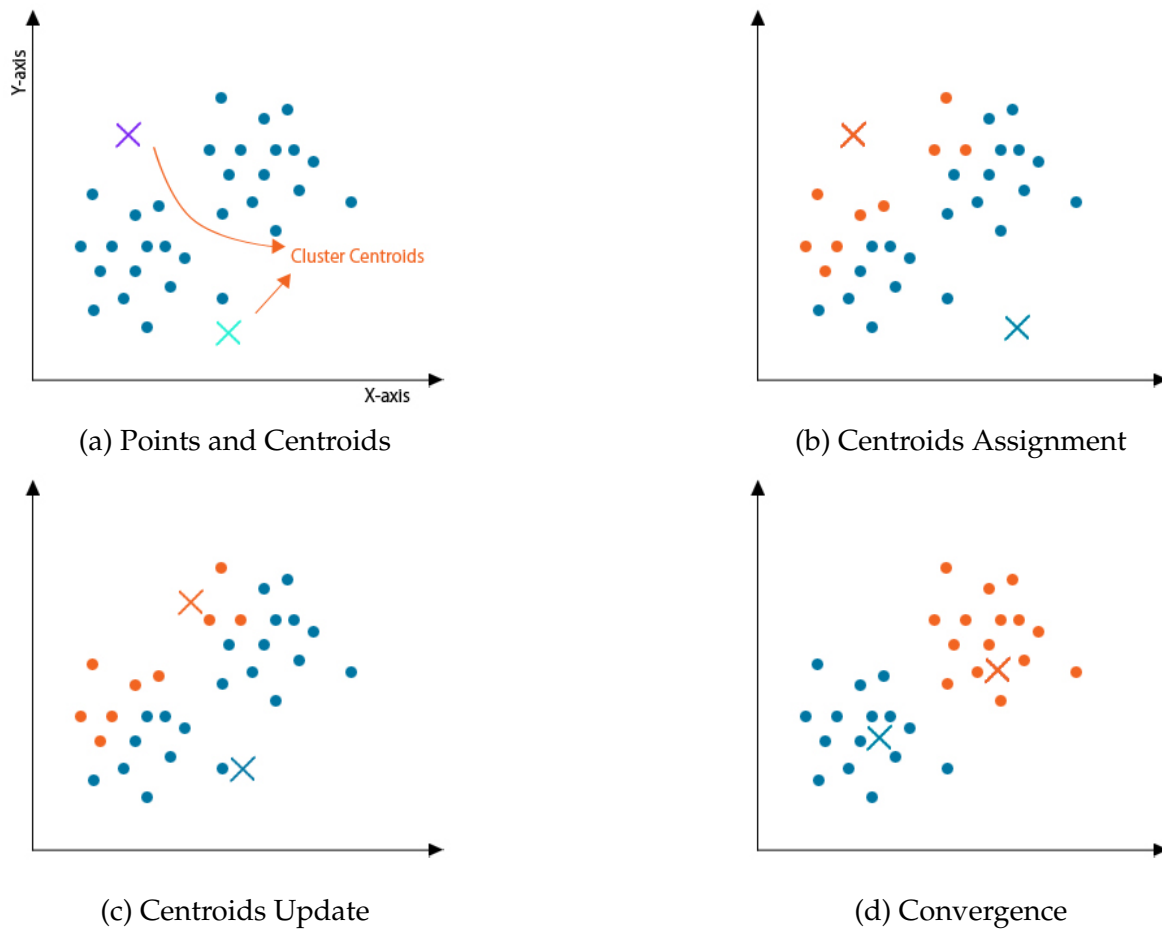 Y-axis
Cluster Centroids
X-axis
(a) Points and Centroids
(b) Centroids Assignment
(c) Centroids Update
(d) Convergence